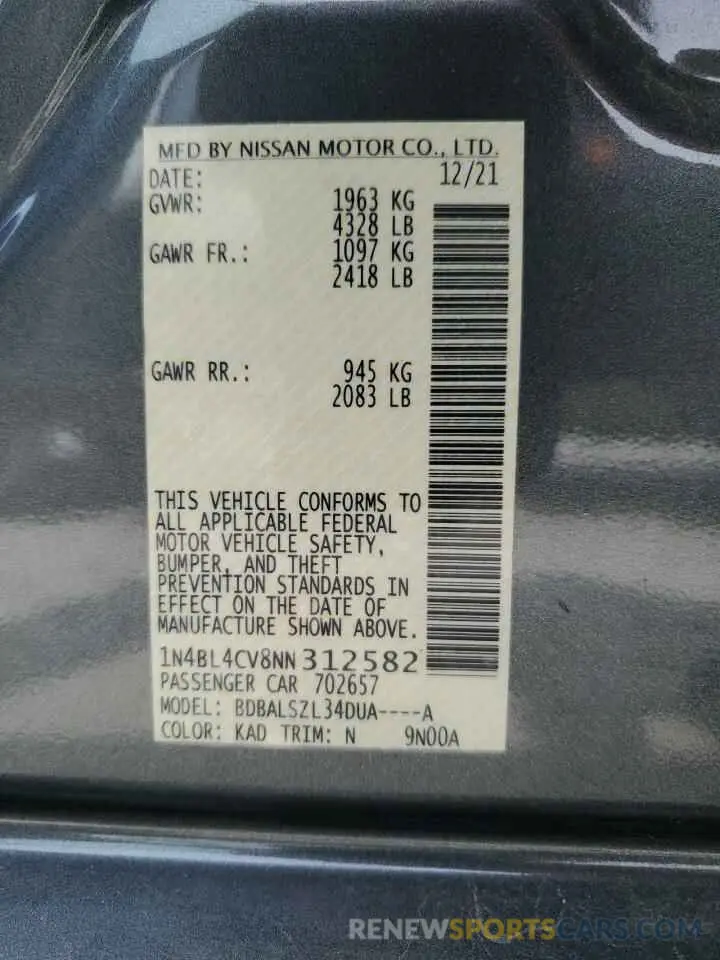 MFD BY NISSAN MOTOR CO., LTD.
DATE: 12/21
GVWR: 1963 KG
4328 LB
GAWR FR.: 1097 KG
2418 LB
GAWR RR.: 945 KG
2083 LB
THIS VEHICLE CONFORMS TO
ALL APPLICABLE FEDERAL
MOTOR VEHICLE SAFETY,
BUMPER, AND THEFT
PREVENTION STANDARDS IN
EFFECT ON THE DATE OF
MANUFACTURE SHOWN ABOVE.
1N4BL4CV8NN312582
PASSENGER CAR 702657
MODEL: BDBALSZL34DUA----A
COLOR: KAD TRIM: N 9N00A
RENEWSPORTSCARS.COM